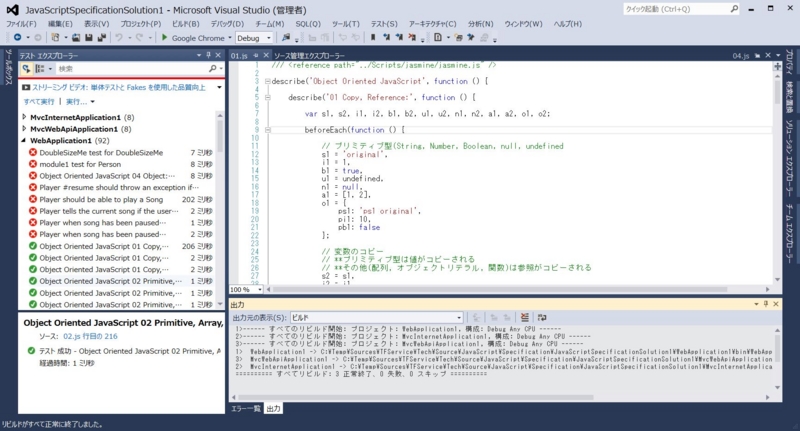 JavaScriptSpecificationSolution1 - Microsoft Visual Studio (管理者)
クイック起動 (Ctrl+Q)
ファイル(F) 編集(E) 表示(V) プロジェクト(P) ビルド(B) デバッグ(D) チーム(M) SQL(Q) ツール(T) テスト(S) アーキテクチャ(C) 分析(N) ウィンドウ(W) ヘルプ(H)
Google Chrome Debug
ツールボックス
テスト エクスプローラー
検索
ストリーミング ビデオ: 単体テストと Fakes を使用した品質向上
すべて実行 | 実行...
MvcInternetApplication1 (8)
MvcWebApiApplication1 (8)
WebApplication1 (92)
DoubleSizeMe test for DoubleSizeMe 7 ミリ秒
module1 test for Person 2 ミリ秒
Object Oriented JavaScript 04 Object:... 4 ミリ秒
Player #resume should throw an exception if...
Player should be able to play a Song 202 ミリ秒
Player tells the current song if the user... 2 ミリ秒
Player when song has been paused... 2 ミリ秒
Player when song has been paused... 1 ミリ秒
Object Oriented JavaScript 01 Copy,... 206 ミリ秒
Object Oriented JavaScript 01 Copy,... 2 ミリ秒
Object Oriented JavaScript 01 Copy,... 2 ミリ秒
Object Oriented JavaScript 02 Primitive,... 1 ミリ秒
Object Oriented JavaScript 02 Primitive,... 1 ミリ秒
Object Oriented JavaScript 02 Primitive,... 1 ミリ秒
Object Oriented JavaScript 02 Primitive, Array,
ソース: 02.js 行目の 216
テスト成功 - Object Oriented JavaScript 02 Primitive, A
経過時間: 1 ミリ秒
01.js ソース管理エクスプローラー 04.js
1 /// <reference path="../Scripts/jasmine/jasmine.js" />
2
3 describe('Object Oriented JavaScript', function () {
4
5 describe('01 Copy, Reference:', function () {
6
7 var s1, s2, i1, i2, b1, b2, u1, u2, n1, n2, a1, a2, o1, o2;
8
9 beforeEach(function () {
10
11 // プリミティブ型(String, Number, Boolean, null, undefined
12 s1 = 'original',
13 i1 = 1,
14 b1 = true,
15 u1 = undefined,
16 n1 = null,
17 a1 = [1, 2],
18 o1 = {
19 ps1: 'ps1 original',
20 pi1: 10,
21 pb1: false
22 };
23
24 // 変数のコピー
25 // **プリミティブ型は値がコピーされる
26 // **その他(配列, オブジェクトリテラル, 関数)は参照がコピーされる
27 s2 = s1,
28 i2 = i1,
100 %
出力
出力元の表示(S): ビルド
1>------ すべてのリビルド開始: プロジェクト: WebApplication1, 構成: Debug Any CPU ------
2>------ すべてのリビルド開始: プロジェクト: MvcInternetApplication1, 構成: Debug Any CPU ------
3>------ すべてのリビルド開始: プロジェクト: MvcWebApiApplication1, 構成: Debug Any CPU ------
1> WebApplication1 -> C:¥Temp¥Sources¥TFService¥Tech¥Source¥JavaScript¥Specification¥JavaScriptSpecificationSolution1¥WebApplication1¥bin¥WebApp
3> MvcWebApiApplication1 -> C:¥Temp¥Sources¥TFService¥Tech¥Source¥JavaScript¥Specification¥JavaScriptSpecificationSolution1¥MvcWebApiApplica
2> MvcInternetApplication1 -> C:¥Temp¥Sources¥TFService¥Tech¥Source¥JavaScript¥Specification¥JavaScriptSpecificationSolution1¥MvcInternetApp
========== すべてリビルド: 3 正常終了、0 失敗、0 スキップ ==========
エラー一覧 出力
プロパティ
検索と置換
ソリューション エクスプローラー
チーム エクスプローラー
リビルドがすべて正常に終了しました。